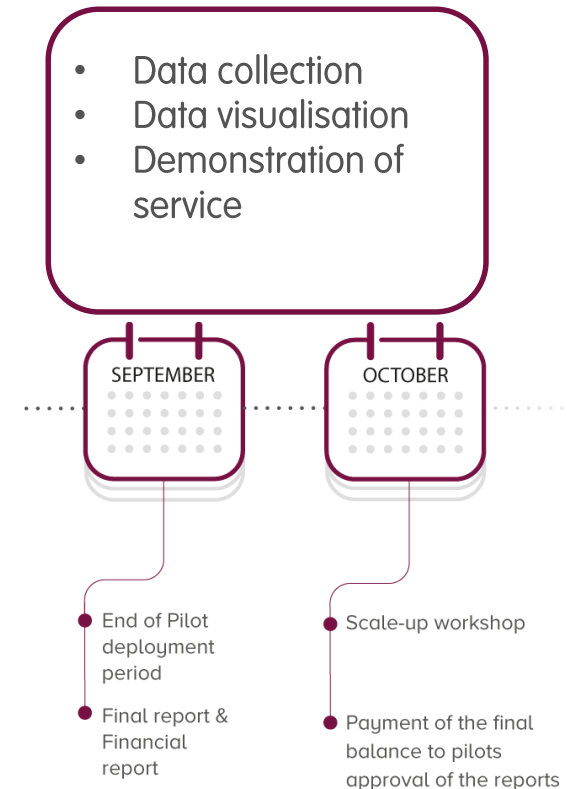 • Data collection
• Data visualisation
• Demonstration of
service
SEPTEMBER
OCTOBER
End of Pilot
deployment
period
Final report &
Financial
report
Scale-up workshop
Payment of the final
balance to pilots
approval of the reports